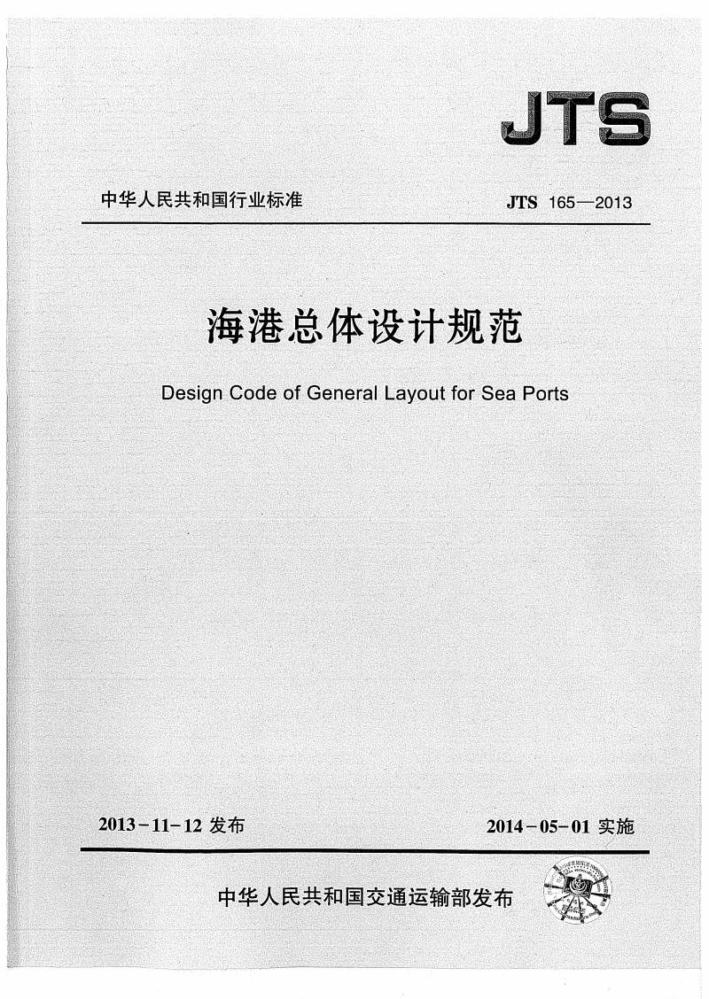 JTS
中华人民共和国行业标准
JTS 165—2013
海港总体设计规范
Design Code of General Layout for Sea Ports
2013-11-12 发布
2014-05-01 实施
中华人民共和国交通运输部发布